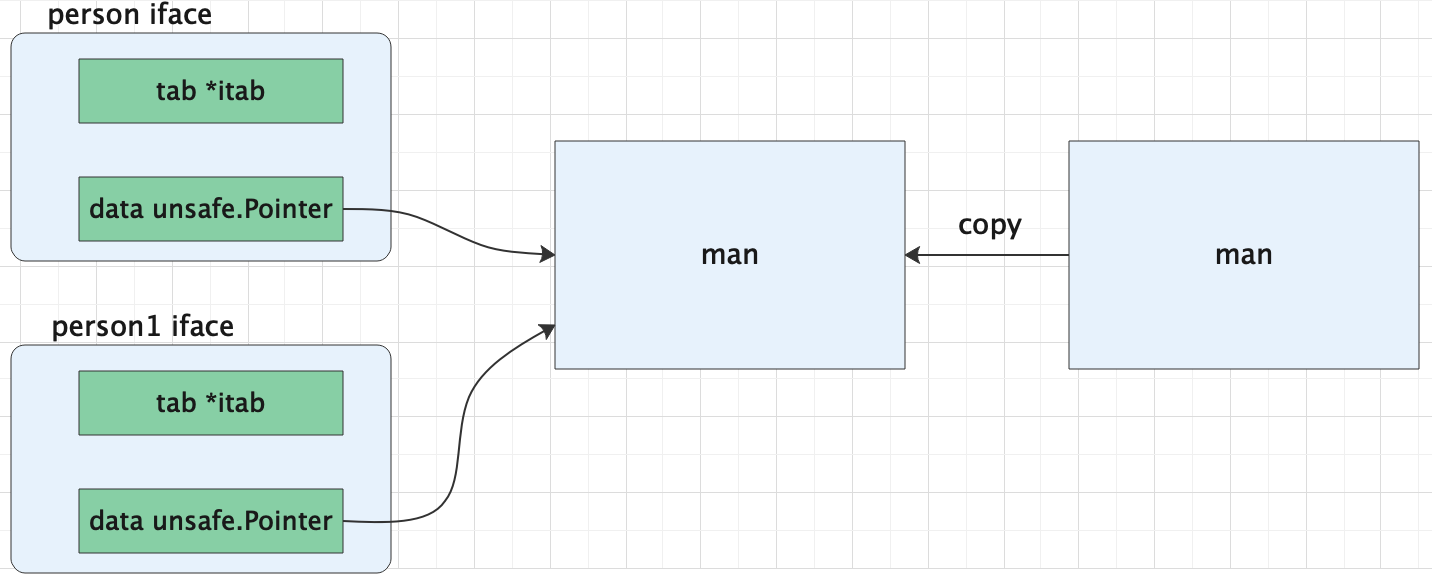 person iface
tab *itab
data unsafe.Pointer
man
copy
man
person1 iface
tab *itab
data unsafe.Pointer